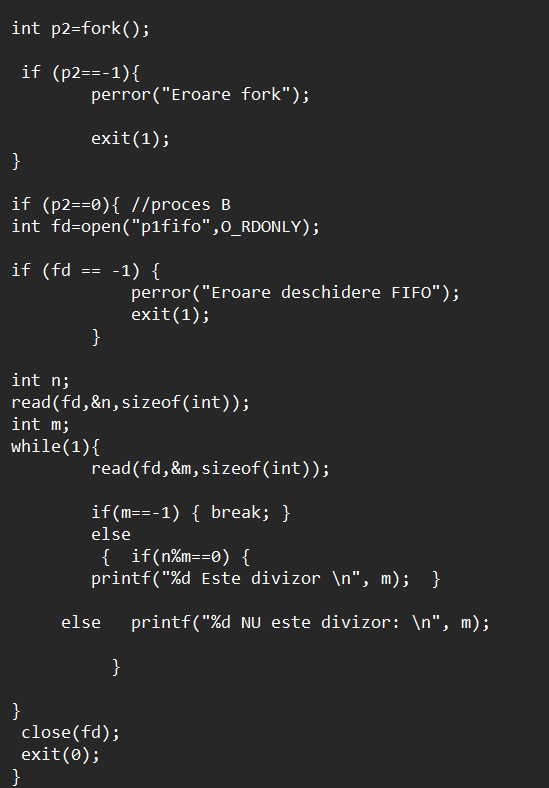 int p2=fork();
if (p2==-1){
perror("Eroare fork");
exit(1);
}
if (p2==0){ //proces B
int fd=open("p1fifo",O_RDONLY);
if (fd == -1) {
perror("Eroare deschidere FIFO");
exit(1);
}
int n;
read(fd,&n,sizeof(int));
int m;
while(1){
read(fd,&m,sizeof(int));
if(m==-1) { break; }
else
{  if(n%m==0) {
printf("%d Este divizor \n", m);  }
else   printf("%d NU este divizor: \n", m);
}
}
close(fd);
exit(0);
}